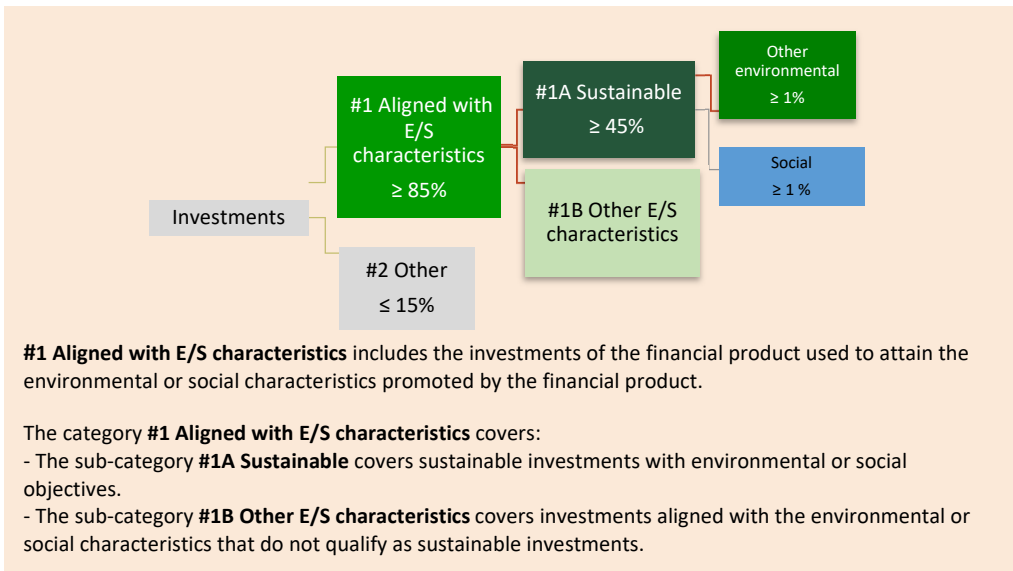 Investments
#1 Aligned with
E/S
characteristics
≥ 85%
#2 Other
≤ 15%
#1A Sustainable
≥ 45%
#1B Other E/S
characteristics
Other
environmental
≥ 1%
Social
≥ 1 %
#1 Aligned with E/S characteristics includes the investments of the financial product used to attain the
environmental or social characteristics promoted by the financial product.
The category #1 Aligned with E/S characteristics covers:
- The sub-category #1A Sustainable covers sustainable investments with environmental or social
objectives.
- The sub-category #1B Other E/S characteristics covers investments aligned with the environmental or
social characteristics that do not qualify as sustainable investments.